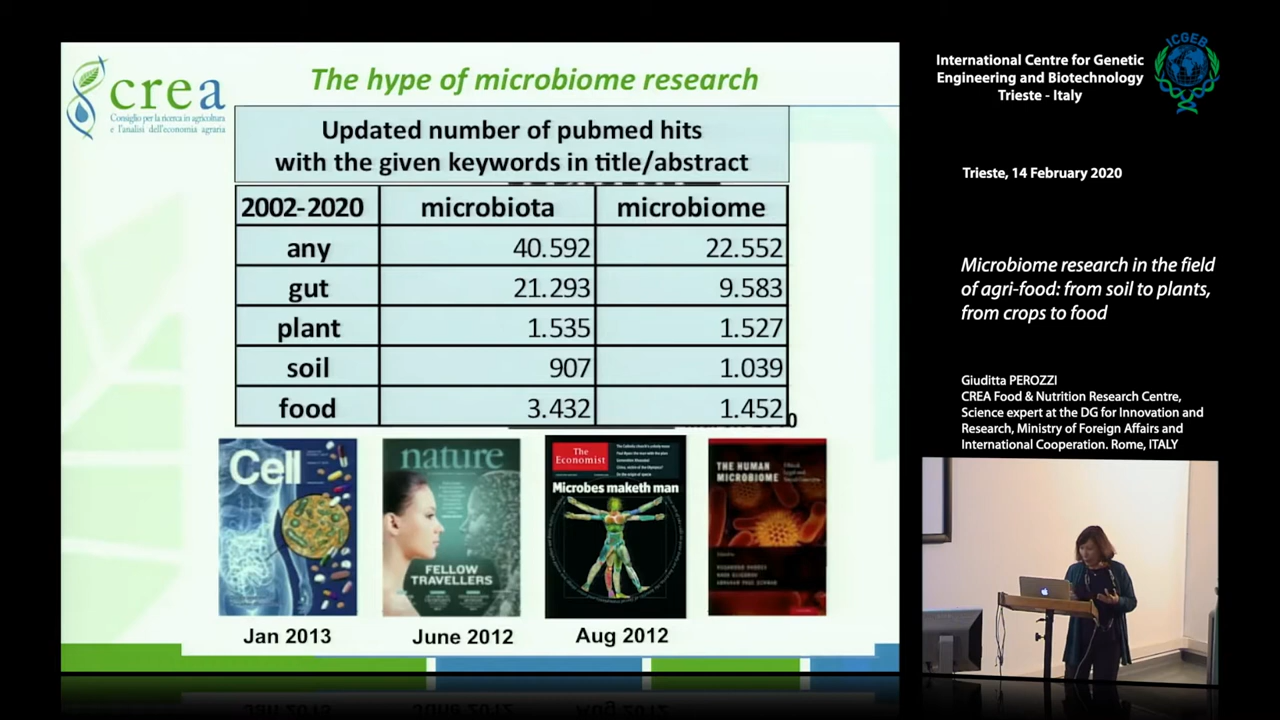 crea
Consiglio per la ricerca in agricoltura
e l'analisi dell'economia agraria
The hype of microbiome research
Updated number of pubmed hits
with the given keywords in title/abstract
2002-2020 microbiota microbiome
any 40.592 22.552
gut 21.293 9.583
plant 1.535 1.527
soil 907 1.039
food 3.432 1.452
Cell
nature
FELLOW
TRAVELLERS
The
Economist
Microbes maketh man
THE HUMAN
MICROBIOME
Jan 2013
June 2012
Aug 2012
ICGEB
International Centre for Genetic
Engineering and Biotechnology
Trieste - Italy
Trieste, 14 February 2020
Microbiome research in the field
of agri-food: from soil to plants,
from crops to food
Giuditta PEROZZI
CREA Food & Nutrition Research Centre,
Science expert at the DG for Innovation and
Research, Ministry of Foreign Affairs and
International Cooperation. Rome, ITALY